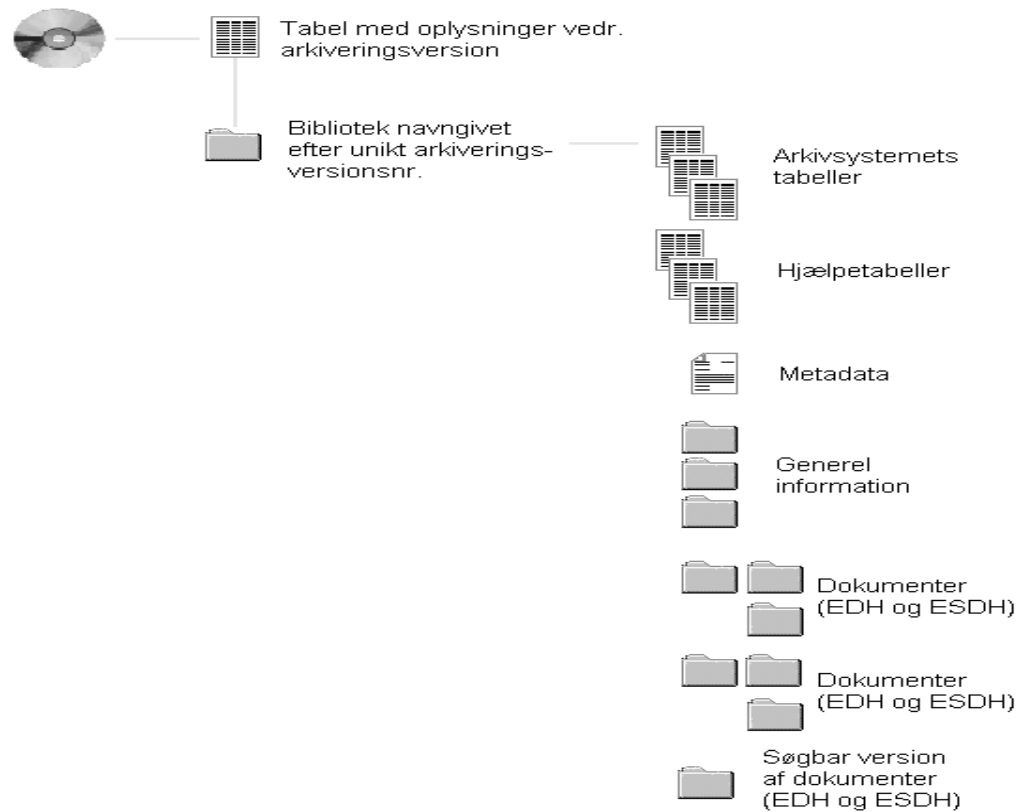 Tabel med oplysninger vedr.
arkiveringsversion
Bibliotek navngivet
efter unikt arkiverings-
versionsnr.
Arkivsystemets
tabeller
Hjælpetabeller
Metadata
Generel
information
Dokumenter
(EDH og ESDH)
Dokumenter
(EDH og ESDH)
Søgbar version
af dokumenter
(EDH og ESDH)